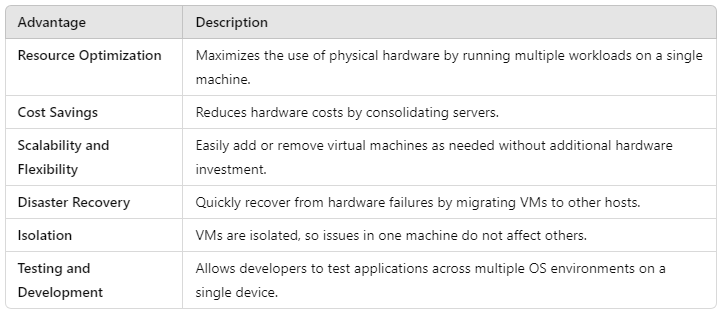 Advantage Description
Resource Optimization Maximizes the use of physical hardware by running multiple workloads on a single
machine.
Cost Savings Reduces hardware costs by consolidating servers.
Scalability and Easily add or remove virtual machines as needed without additional hardware
Flexibility investment.
Disaster Recovery Quickly recover from hardware failures by migrating VMs to other hosts.
Isolation VMs are isolated, so issues in one machine do not affect others.
Testing and Allows developers to test applications across multiple OS environments on a
Development single device.